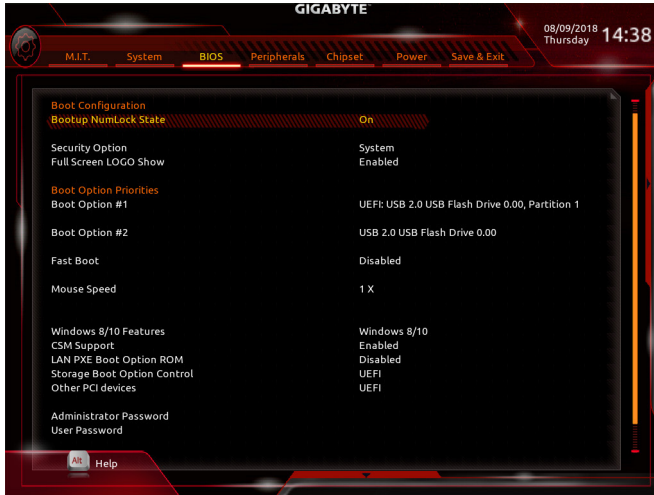 GIGABYTE
08/09/2018
Thursday
14:38
M.I.T. System BIOS Peripherals Chipset Power Save & Exit
Boot Configuration
Bootup NumLock State On
Security Option System
Full Screen LOGO Show Enabled
Boot Option Priorities
Boot Option #1 UEFI: USB 2.0 USB Flash Drive 0.00, Partition 1
Boot Option #2 USB 2.0 USB Flash Drive 0.00
Fast Boot Disabled
Mouse Speed 1 X
Windows 8/10 Features Windows 8/10
CSM Support Enabled
LAN PXE Boot Option ROM Disabled
Storage Boot Option Control UEFI
Other PCI devices UEFI
Administrator Password
User Password
Alt Help